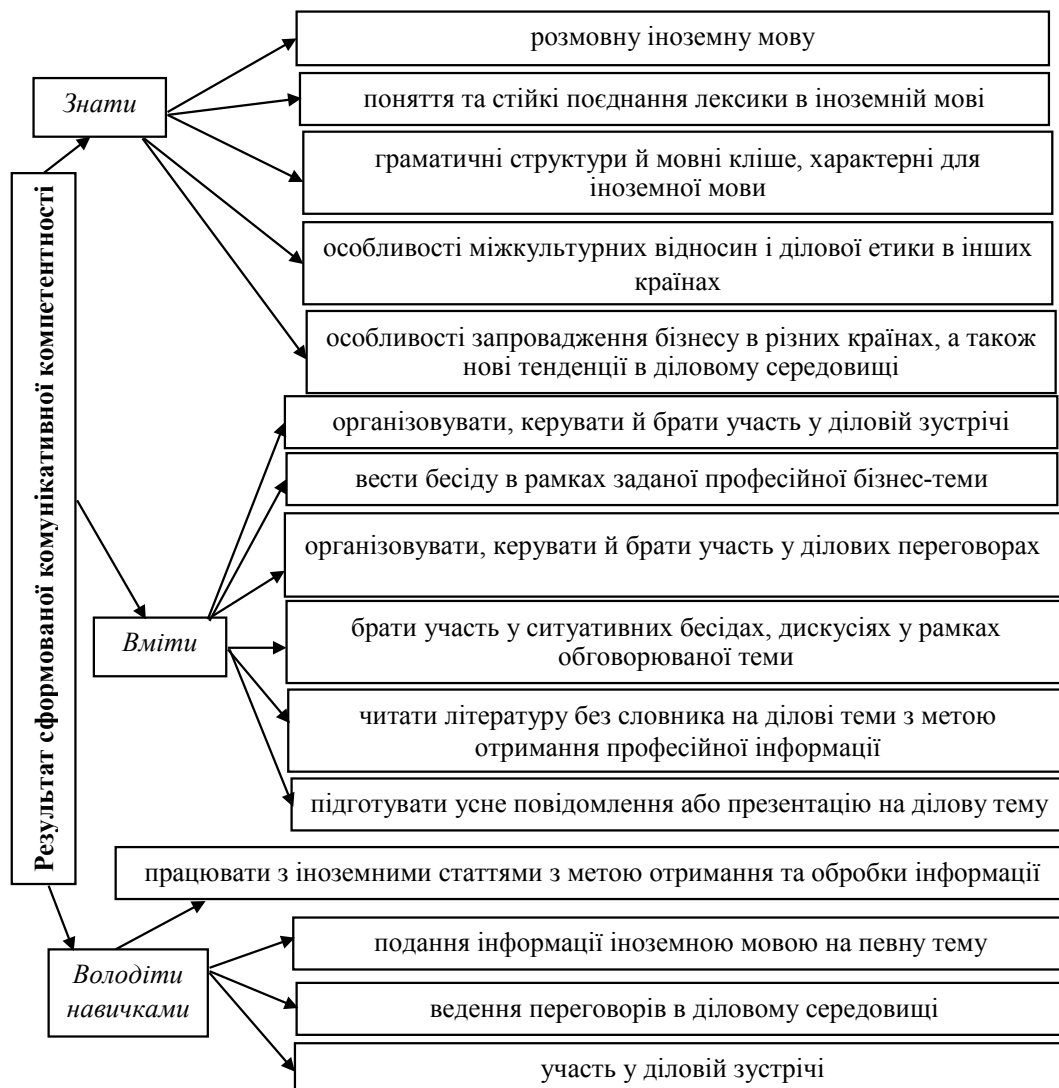 Результат сформованої комунікативної компетентності
Знати
розмовну іноземну мову
поняття та стійкі поєднання лексики в іноземній мові
граматичні структури й мовні кліше, характерні для
іноземної мови
особливості міжкультурних відносин і ділової етики в інших
країнах
особливості запровадження бізнесу в різних країнах, а також
нові тенденції в діловому середовищі
Вміти
організовувати, керувати й брати участь у діловій зустрічі
вести бесіду в рамках заданої професійної бізнес-теми
організовувати, керувати й брати участь у ділових переговорах
брати участь у ситуативних бесідах, дискусіях у рамках
обговорюваної теми
читати літературу без словника на ділові теми з метою
отримання професійної інформації
підготувати усне повідомлення або презентацію на ділову тему
Володіти
навичками
працювати з іноземними статтями з метою отримання та обробки інформації
подання інформації іноземною мовою на певну тему
ведення переговорів в діловому середовищі
участь у діловій зустрічі